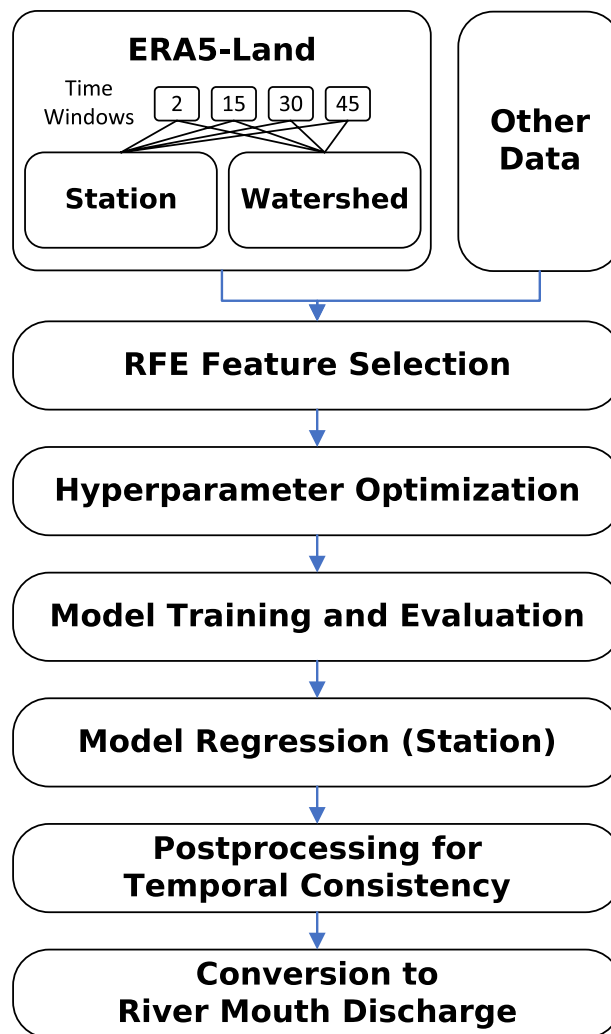 ERA5-Land
Time
Windows
2 15 30 45
Station
Watershed
Other
Data
RFE Feature Selection
Hyperparameter Optimization
Model Training and Evaluation
Model Regression (Station)
Postprocessing for
Temporal Consistency
Conversion to
River Mouth Discharge